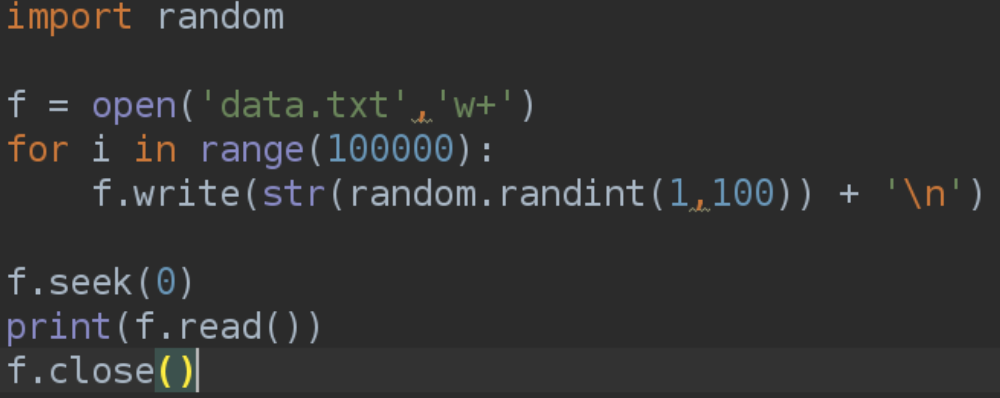 import random
f = open('data.txt','w+')
for i in range(100000):
    f.write(str(random.randint(1,100)) + '\n')
f.seek(0)
print(f.read())
f.close()